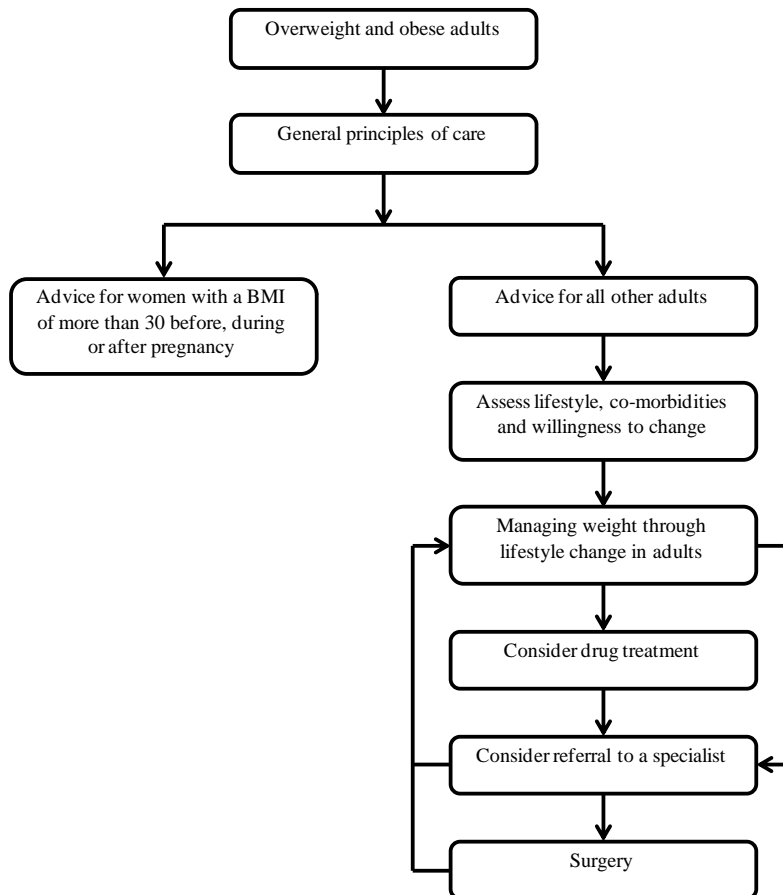 Overweight and obese adults
General principles of care
Advice for women with a BMI
of more than 30 before, during
or after pregnancy
Advice for all other adults
Assess lifestyle, co-morbidities
and willingness to change
Managing weight through
lifestyle change in adults
Consider drug treatment
Consider referral to a specialist
Surgery